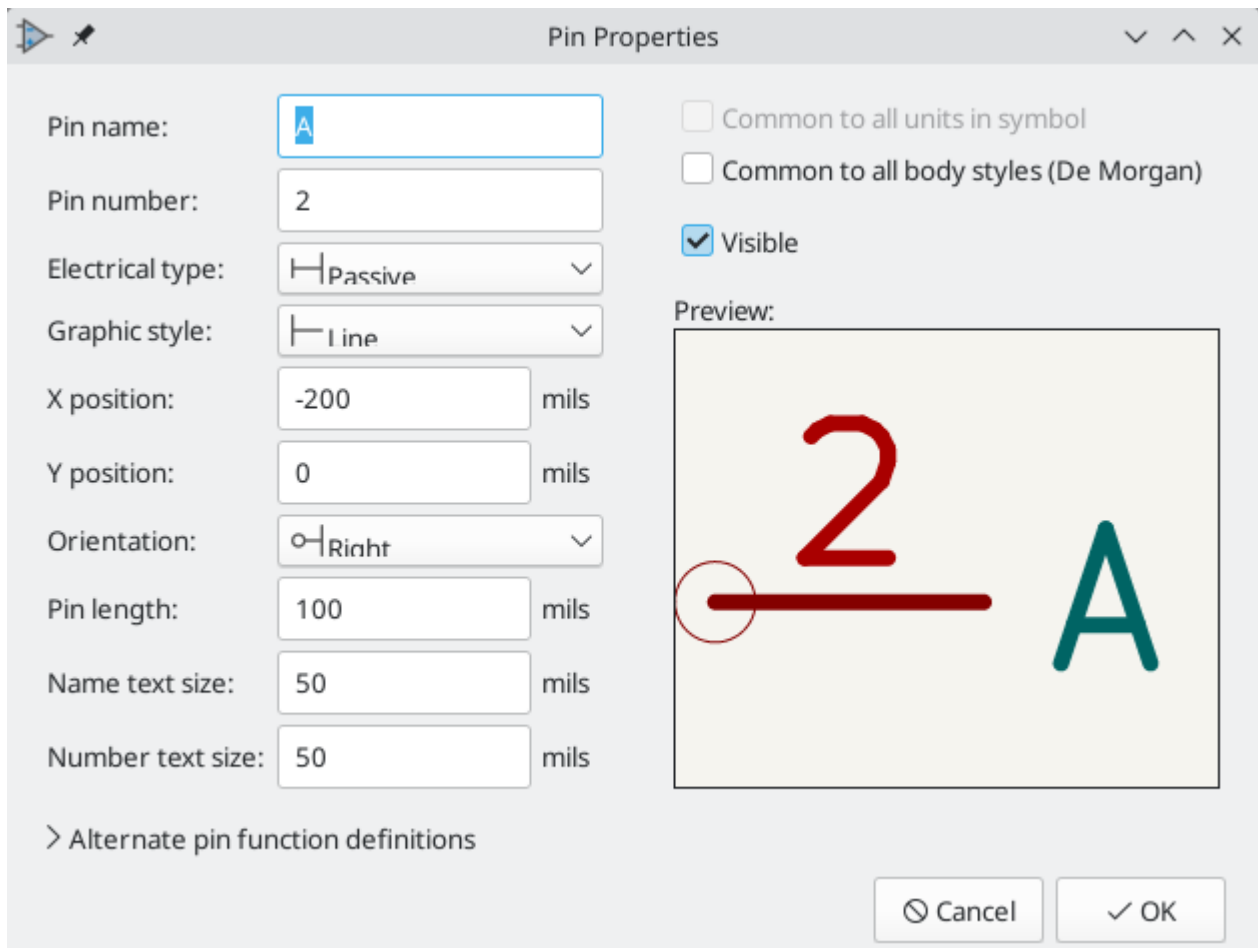 Pin Properties
Pin name:
A
Pin number:
2
Electrical type:
Passive
Graphic style:
Line
X position:
-200
mils
Y position:
0
mils
Orientation:
Right
Pin length:
100
mils
Name text size:
50
mils
Number text size:
50
mils
Alternate pin function definitions
Common to all units in symbol
Common to all body styles (De Morgan)
Visible
Preview:
2
A
Cancel
OK